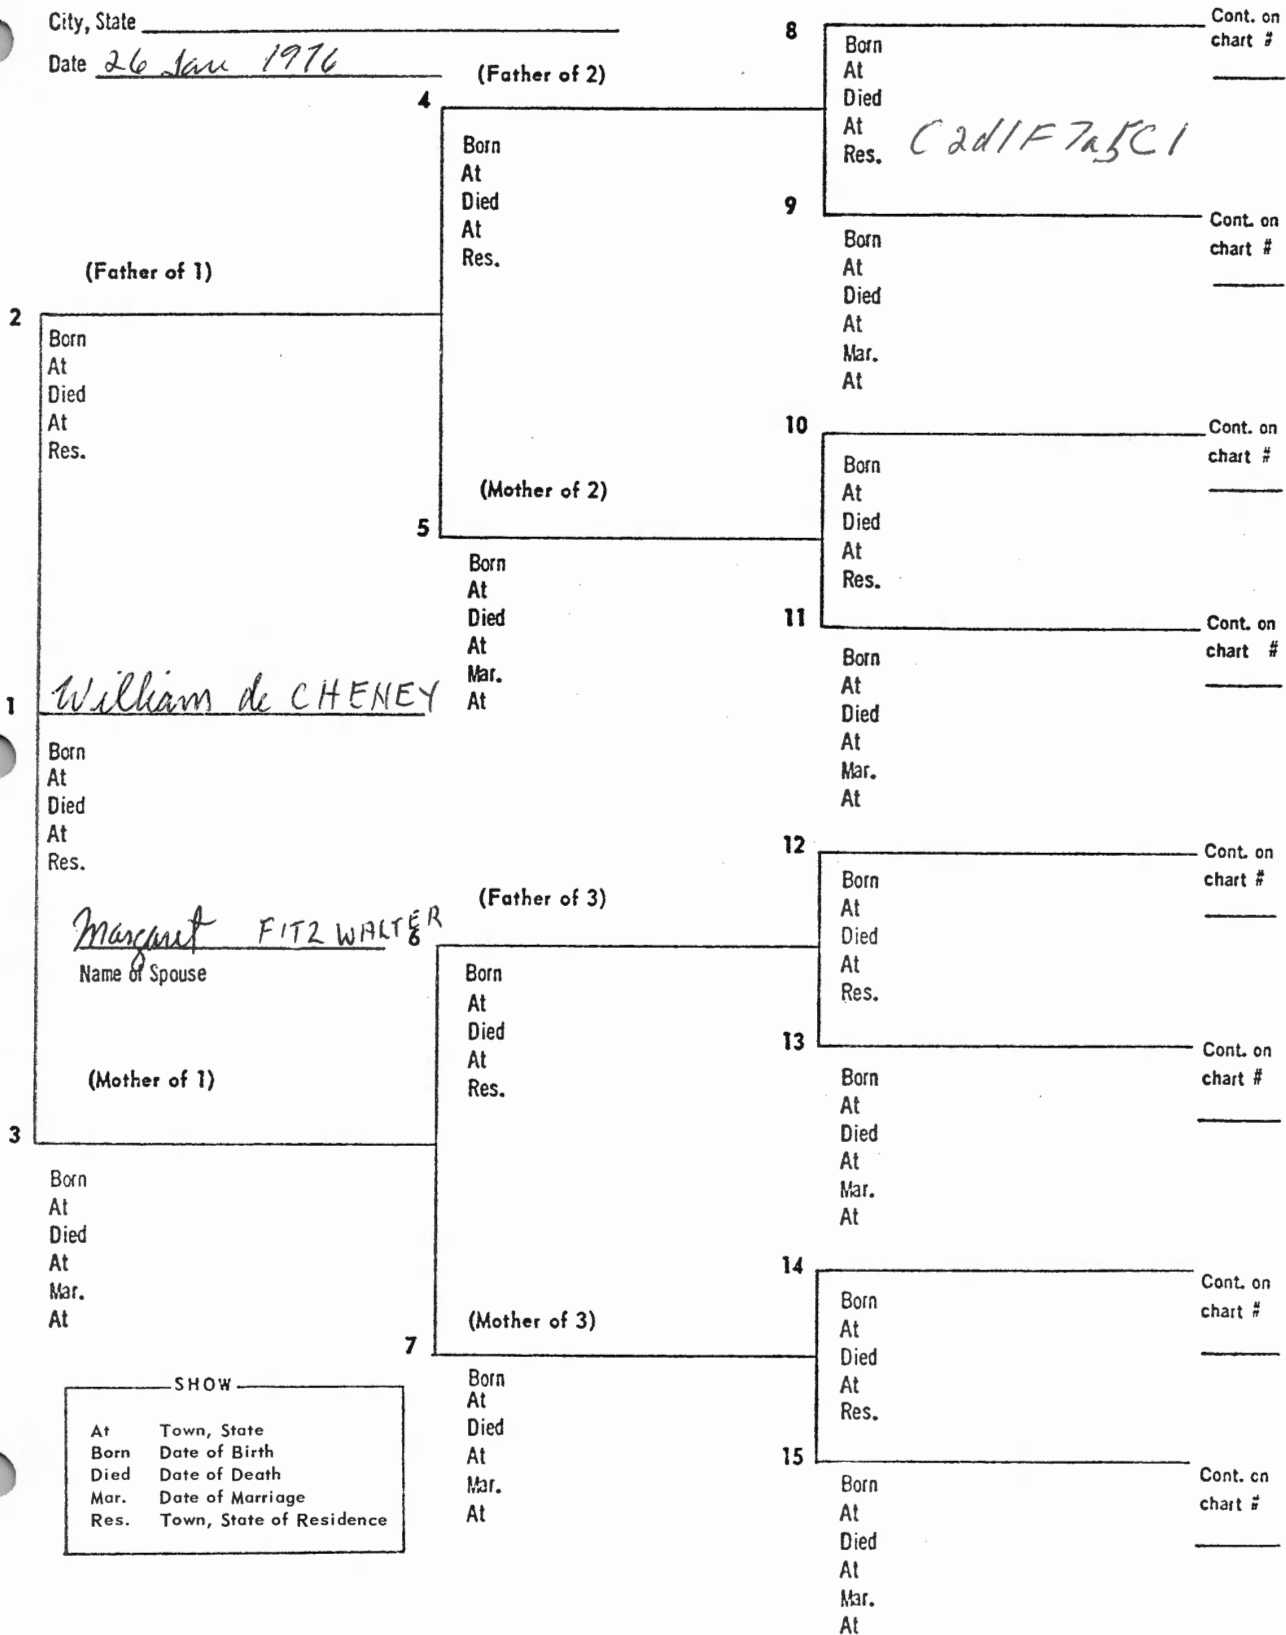 City, State
Date 26 Jan 1976
(Father of 2)
4
Born
At
Died
At
Res.
8
Cont. on
chart #
Born
At
Died
At
Res.
9
Cont. on
chart #
Born
At
Died
At
Mar.
At
(Father of 1)
2
Born
At
Died
At
Res.
10
Cont. on
chart #
Born
At
Died
At
Res.
(Mother of 2)
5
Born
At
Died
At
Mar.
At
11
Cont. on
chart #
Born
At
Died
At
Mar.
At
1 William de CHENEY
Born
At
Died
At
Res.
Margaret FITZ WALTER
Name of Spouse
(Father of 3)
6
Born
At
Died
At
Res.
12
Cont. on
chart #
Born
At
Died
At
Res.
13
Cont. on
chart #
Born
At
Died
At
Mar.
At
(Mother of 1)
3
Born
At
Died
At
Mar.
At
(Mother of 3)
7
Born
At
Died
At
Mar.
At
14
Cont. on
chart #
Born
At
Died
At
Res.
15
Cont. on
chart #
Born
At
Died
At
Mar.
At
SHOW
At Town, State
Born Date of Birth
Died Date of Death
Mar. Date of Marriage
Res. Town, State of Residence